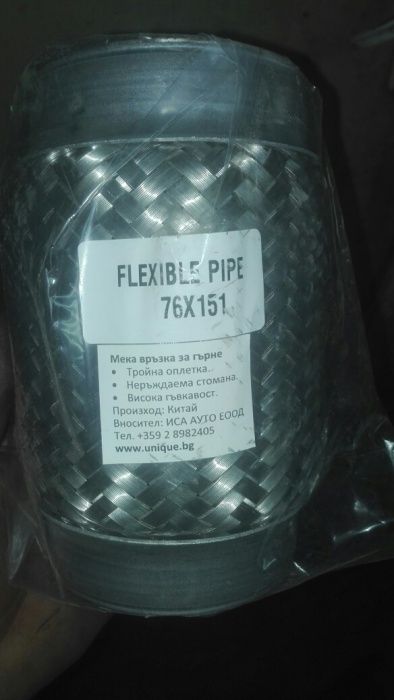 FLEXIBLE PIPE
76X151
Мека връзка за гърне
• Тройна оплетка.
• Неръждаема стомана.
• Висока гъвкавост.
Произход: Китай
Вносител: ИСА АУТО ЕООД
Тел. +359 2 8982405
www.unique.bg